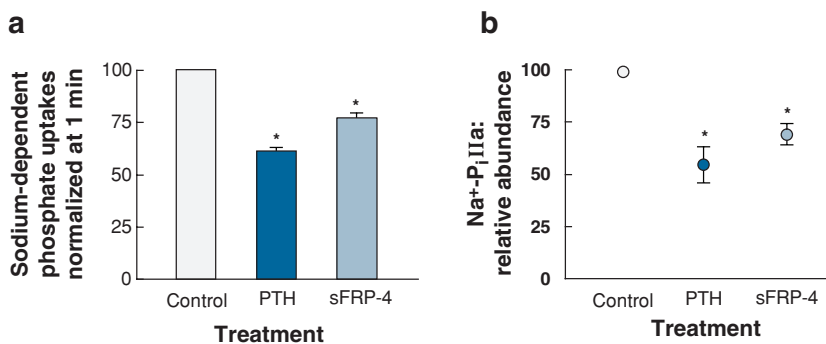 a
Sodium-dependent
phosphate uptakes
normalized at 1 min
100
75
50
25
0
*
*
Control
PTH
sFRP-4
Treatment
b
Na⁺-PᵢIIa:
relative abundance
100
75
50
25
0
*
*
Control
PTH
sFRP-4
Treatment